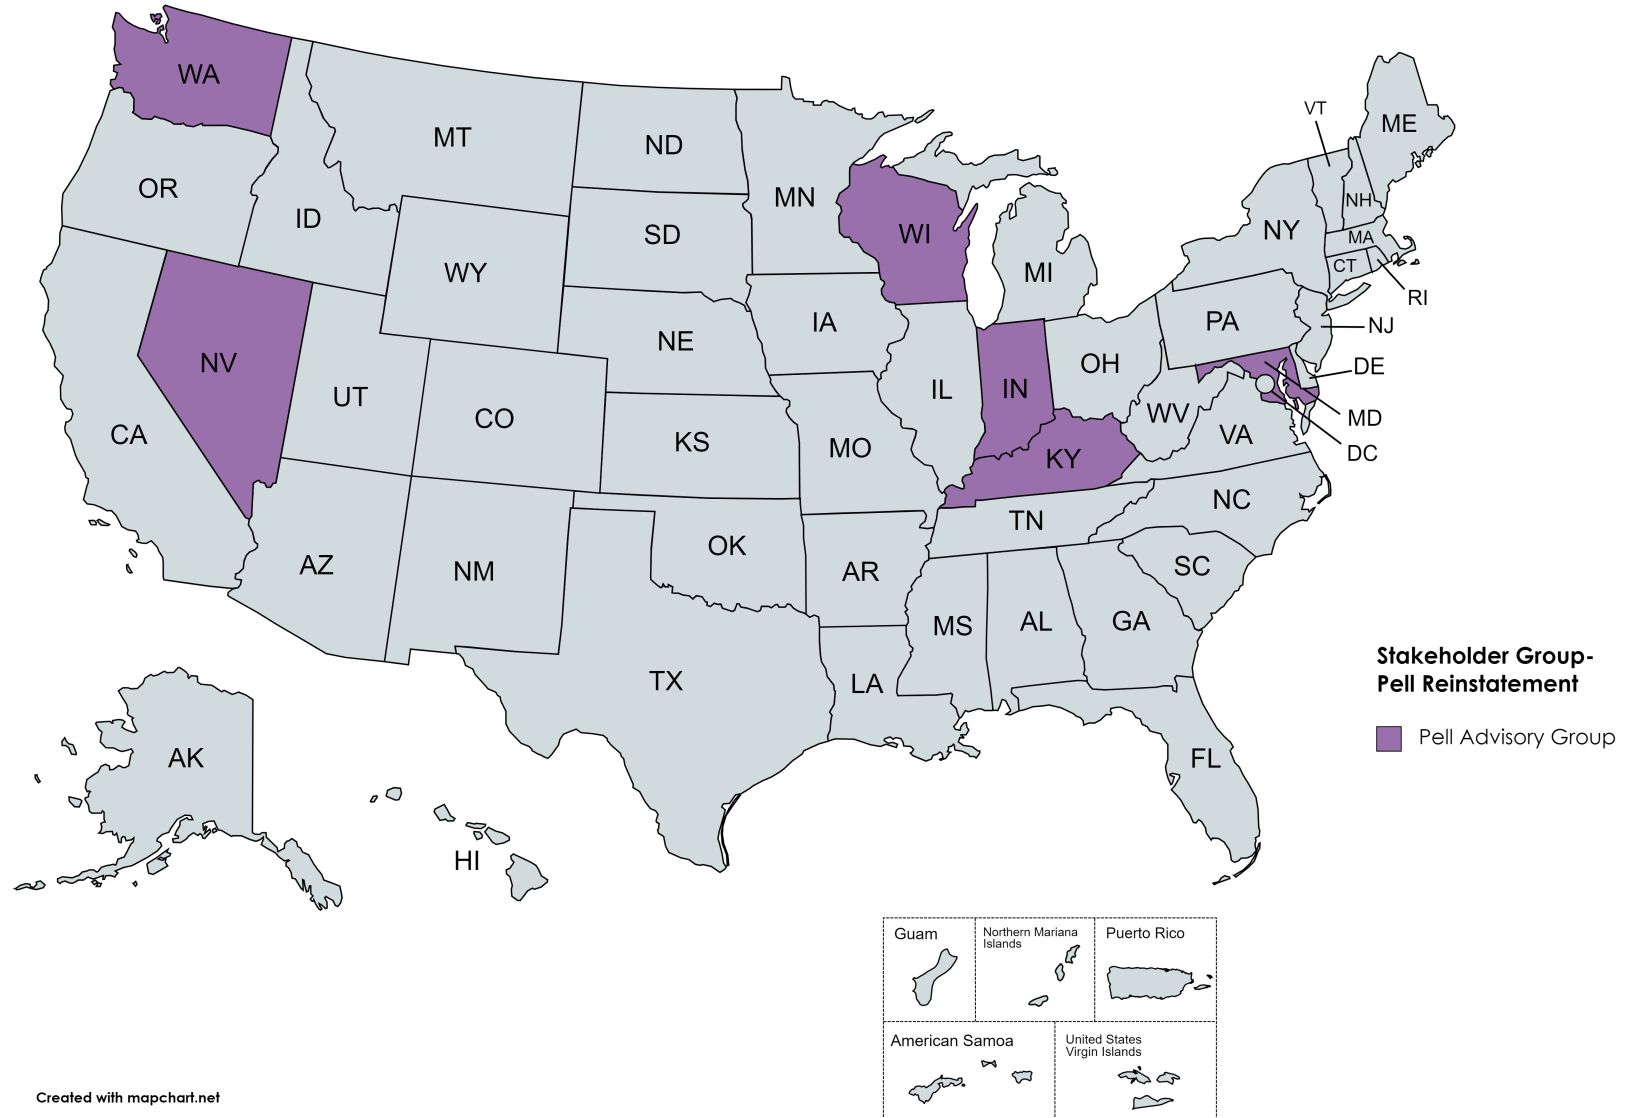 WA
MT
ND
MN
VT
ME
OR
ID
SD
WI
NY
NH
MA
WY
MI
CT
RI
NV
NE
IA
PA
NJ
UT
CO
KS
MO
IL
IN
OH
DE
CA
KY
WV
VA
MD
DC
AZ
NM
OK
AR
TN
NC
SC
TX
LA
MS
AL
GA
FL
AK
HI
Stakeholder Group-
Pell Reinstatement
Pell Advisory Group
Guam
Northern Mariana
Islands
Puerto Rico
American Samoa
United States
Virgin Islands
Created with mapchart.net